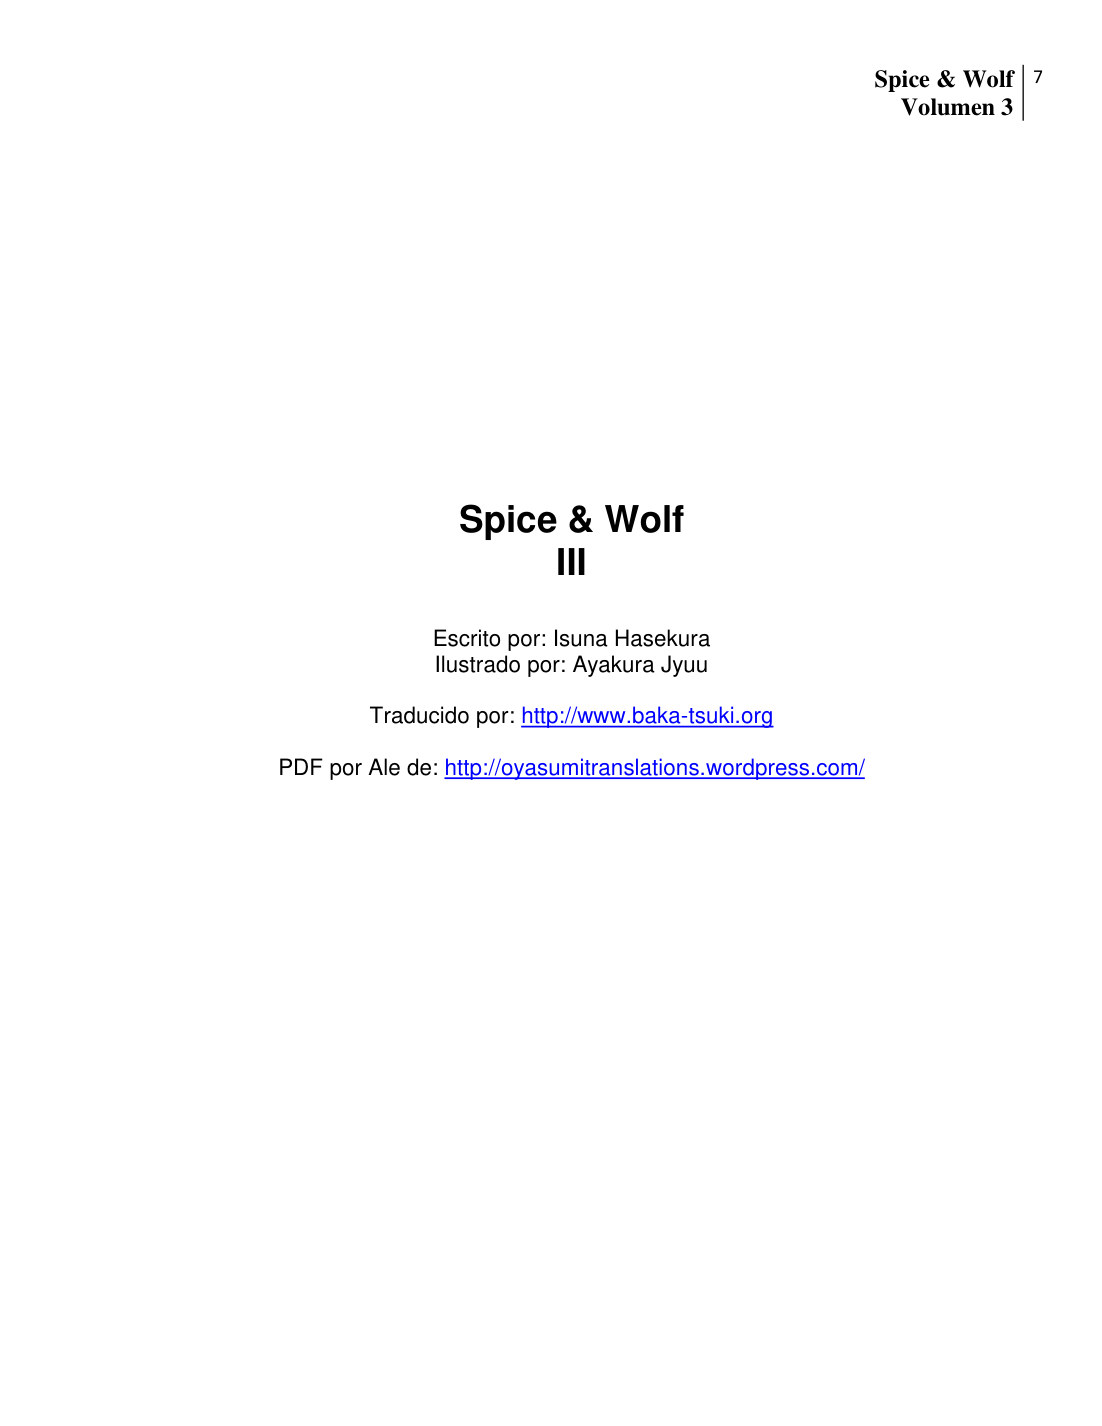 Spice & Wolf 7
Volumen 3
Spice & Wolf
III
Escrito por: Isuna Hasekura
Ilustrado por: Ayakura Jyuu
Traducido por: http://www.baka-tsuki.org
PDF por Ale de: http://oyasumitranslations.wordpress.com/